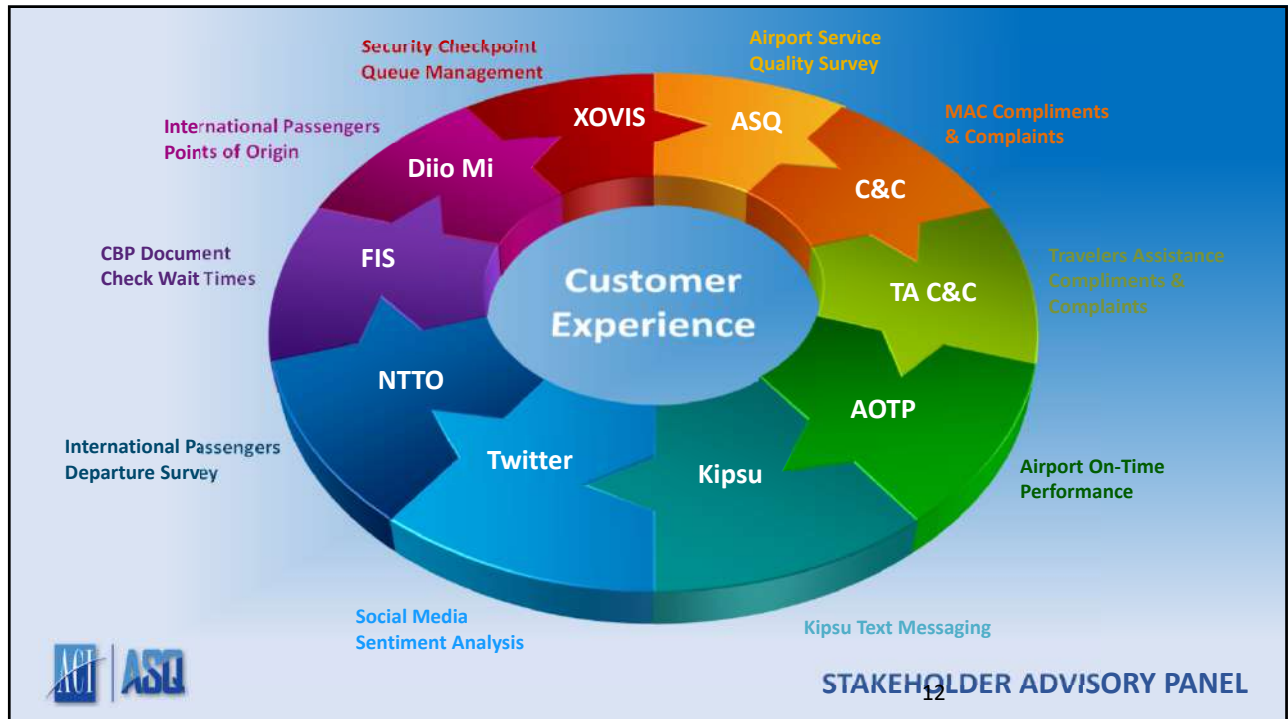 Security Checkpoint
Queue Management
Airport Service
Quality Survey
XOVIS
ASQ
International Passengers
Points of Origin
MAC Compliments
& Complaints
Diio Mi
C&C
CBP Document
Check Wait Times
FIS
Customer
Experience
TA C&C
Travelers Assistance
Compliments &
Complaints
NTTO
AOTP
International Passengers
Departure Survey
Twitter
Kipsu
Airport On-Time
Performance
Social Media
Sentiment Analysis
Kipsu Text Messaging
ACI ASQ
STAKEHOLDER ADVISORY PANEL
12